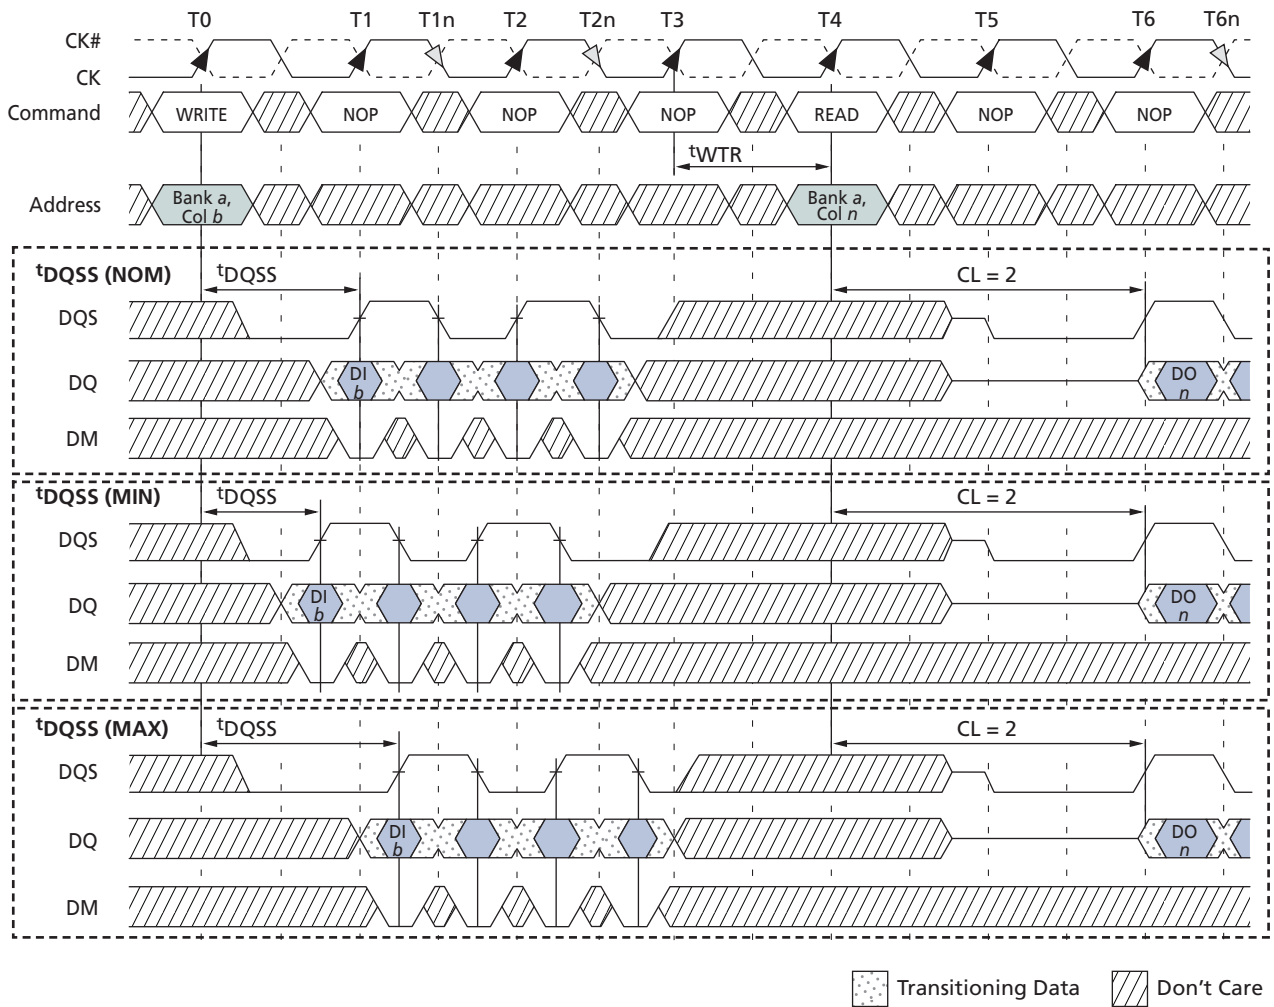 T0 T1 T1n T2 T2n T3 T4 T5 T6 T6n
CK#
CK
Command WRITE NOP NOP NOP READ NOP NOP
tWTR
Address Bank a, Col b Bank a, Col n
tDQSS (NOM) tDQSS CL = 2
DQS
DQ DI b DO n
DM
tDQSS (MIN) tDQSS CL = 2
DQS
DQ DI b DO n
DM
tDQSS (MAX) tDQSS CL = 2
DQS
DQ DI b DO n
DM
Transitioning Data Don't Care